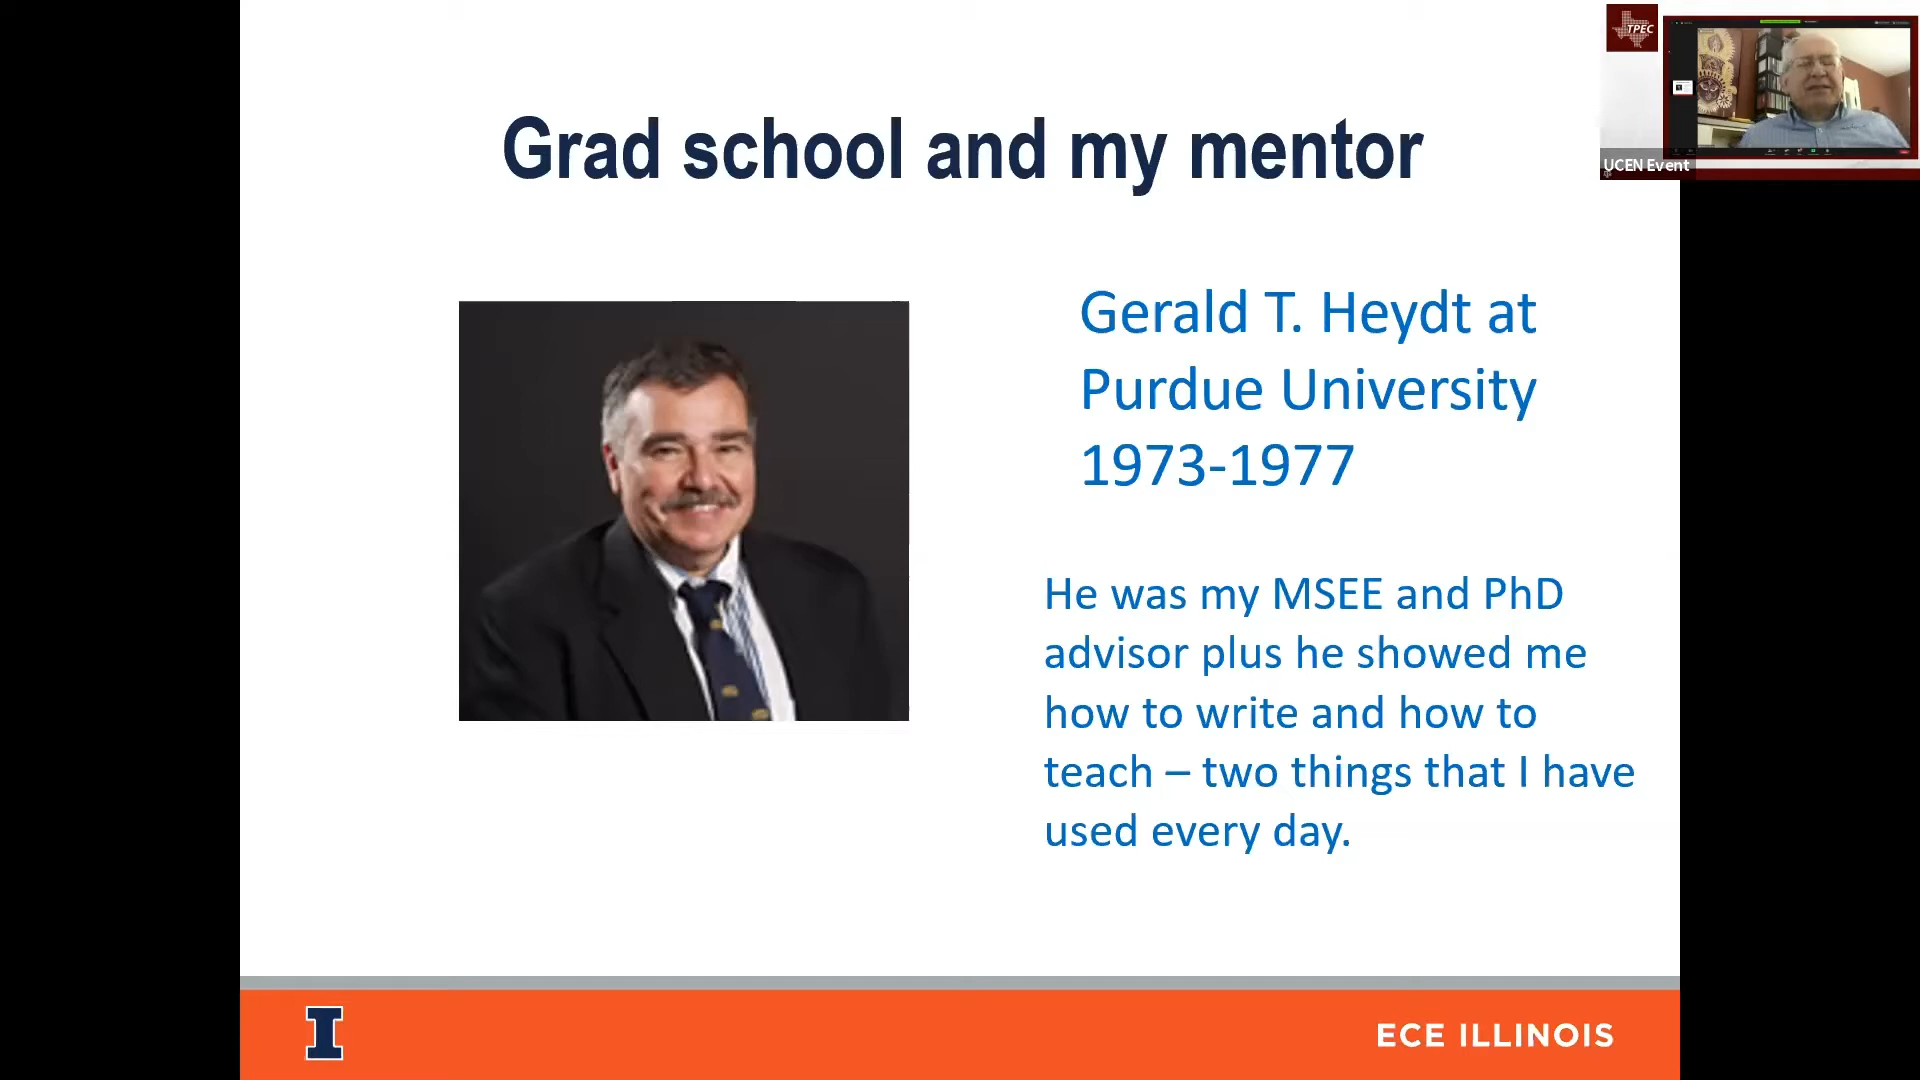 Grad school and my mentor
TPEC
UCEN Event
Gerald T. Heydt at
Purdue University
1973-1977
He was my MSEE and PhD
advisor plus he showed me
how to write and how to
teach – two things that I have
used every day.
I
ECE ILLINOIS